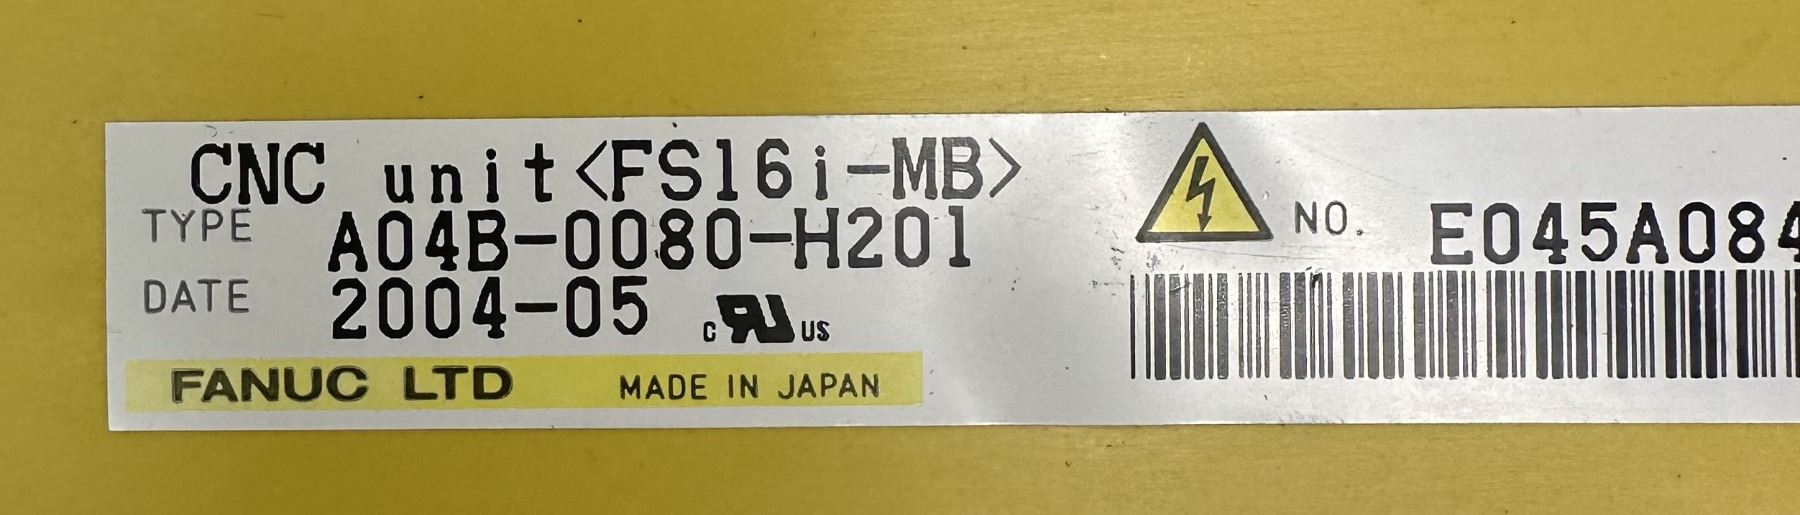 CNC unit<FS16i-MB>
TYPE A04B-0080-H201
DATE 2004-05
c RU US
FANUC LTD MADE IN JAPAN
NO. E045A084